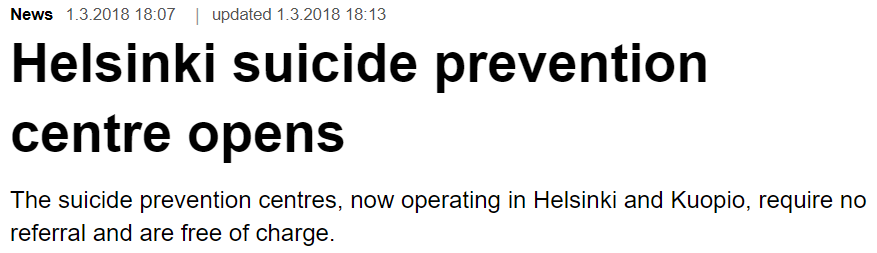 News 1.3.2018 18:07 | updated 1.3.2018 18:13
Helsinki suicide prevention
centre opens
The suicide prevention centres, now operating in Helsinki and Kuopio, require no
referral and are free of charge.